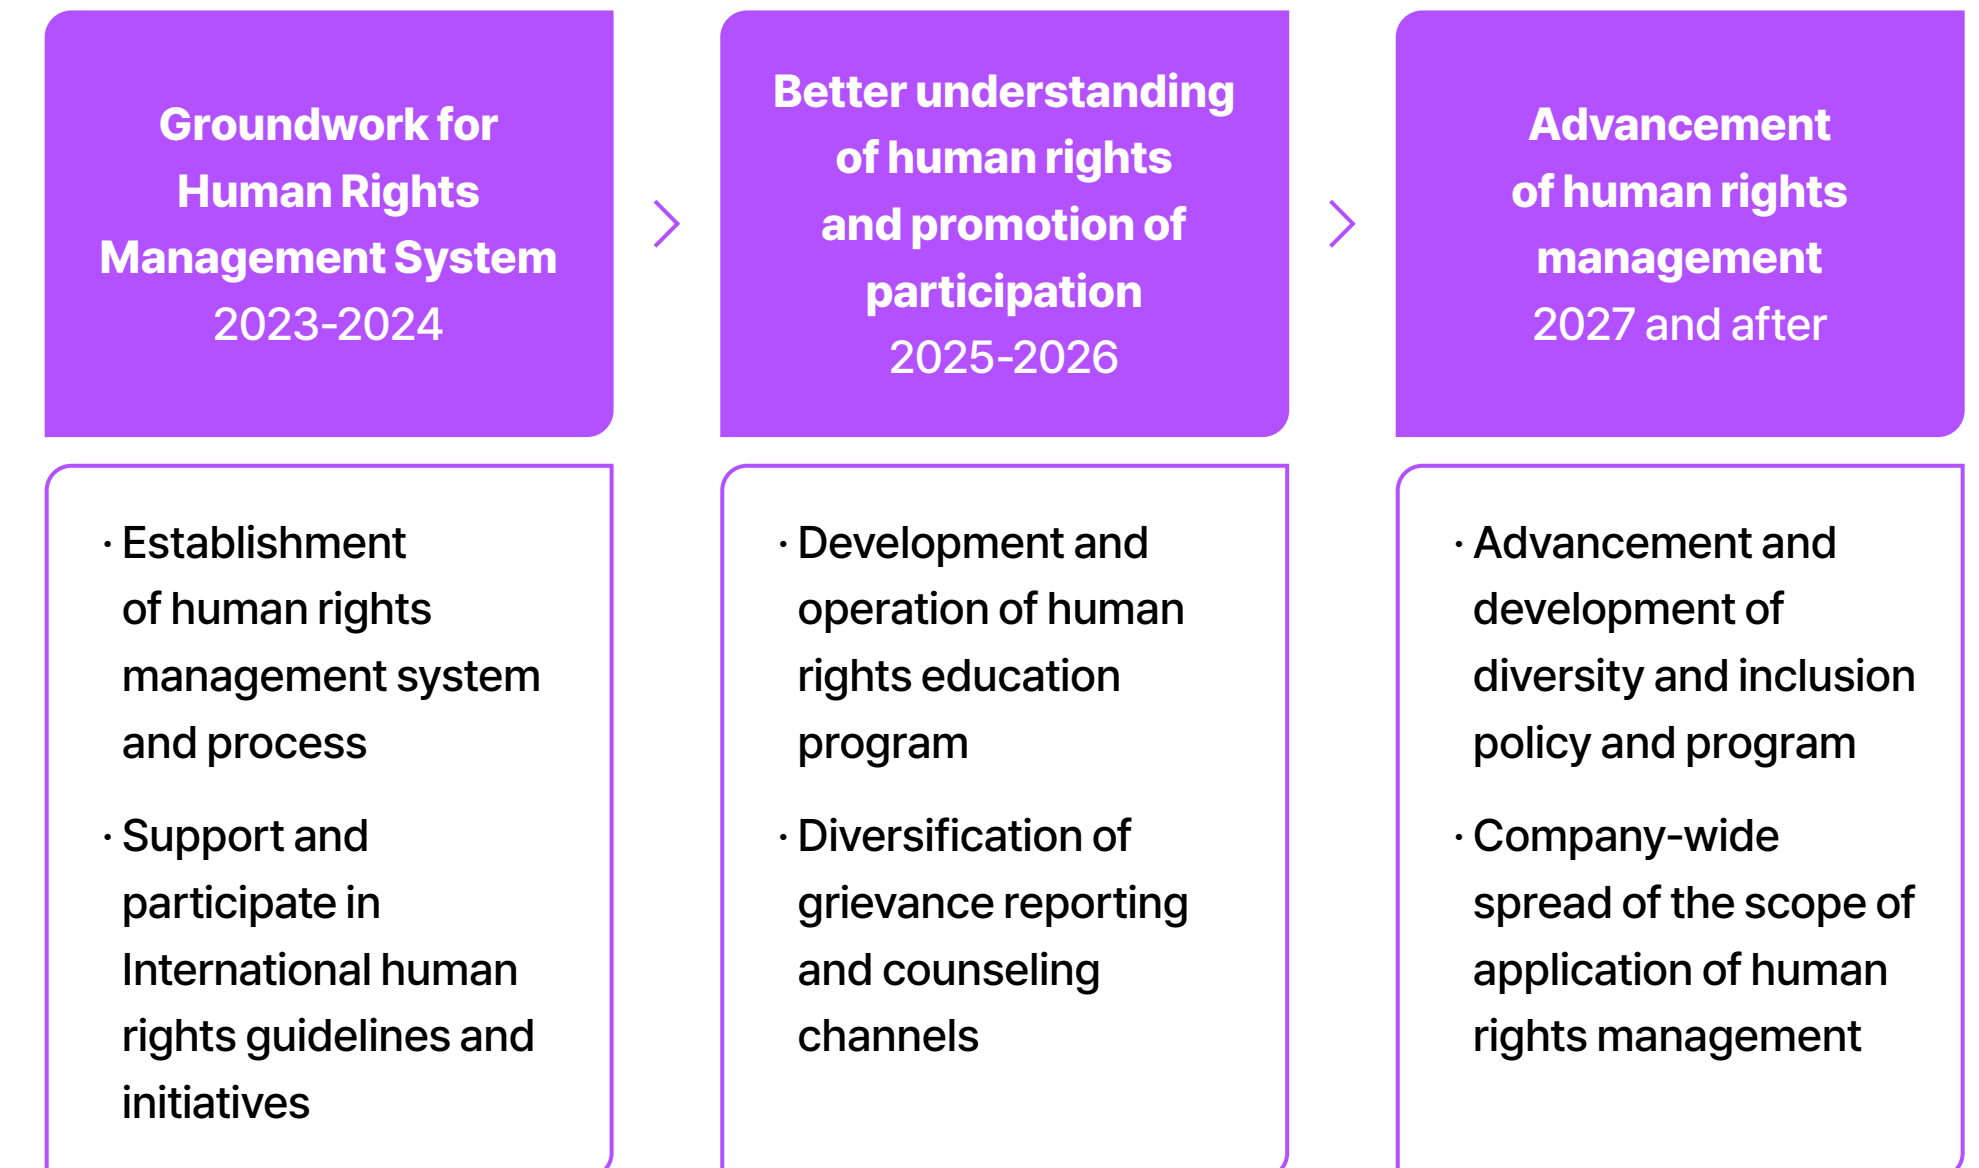 Groundwork for
Human Rights
Management System
2023-2024
Better understanding
of human rights
and promotion of
participation
2025-2026
Advancement
of human rights
management
2027 and after
· Establishment
of human rights
management system
and process
· Support and
participate in
International human
rights guidelines and
initiatives
· Development and
operation of human
rights education
program
· Diversification of
grievance reporting
and counseling
channels
· Advancement and
development of
diversity and inclusion
policy and program
· Company-wide
spread of the scope of
application of human
rights management